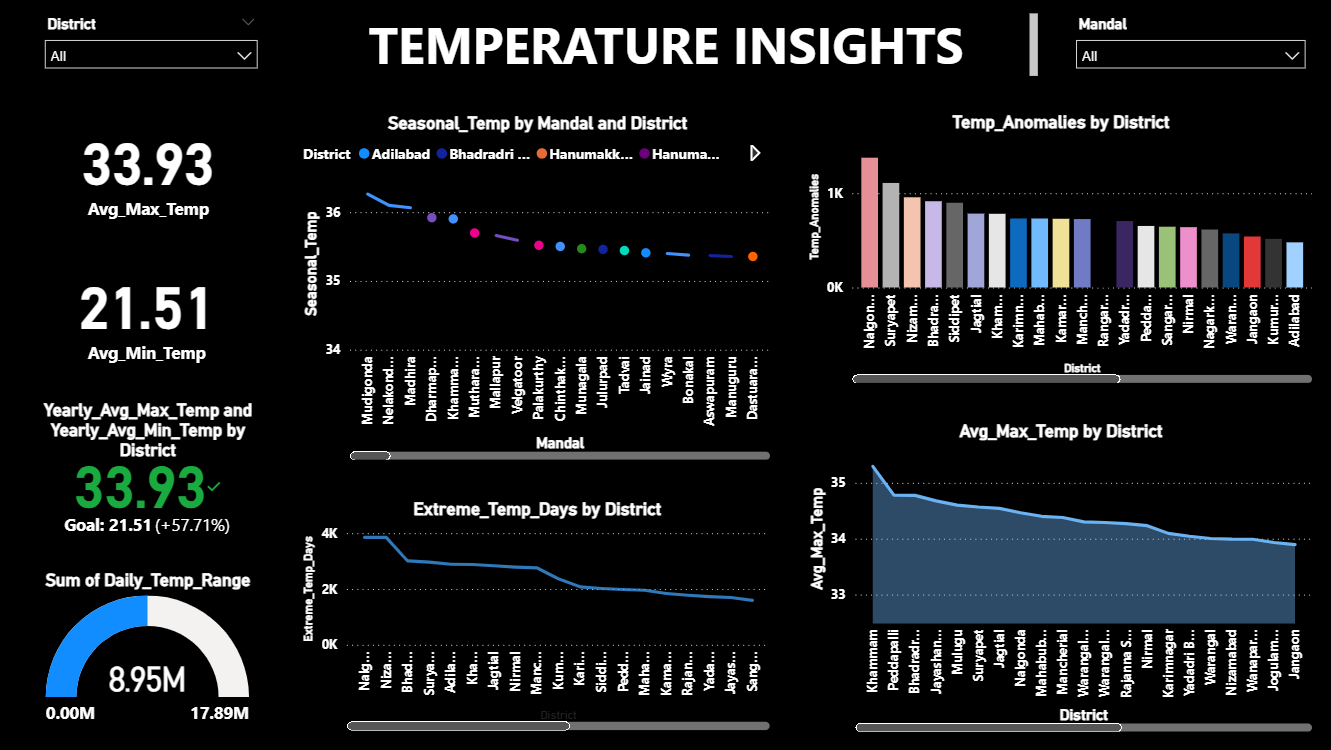 District
All
TEMPERATURE INSIGHTS
Mandal
All
33.93
Avg_Max_Temp
21.51
Avg_Min_Temp
Yearly_Avg_Max_Temp and
Yearly_Avg_Min_Temp by
District
33.93
Goal: 21.51 (+57.71%)
Sum of Daily_Temp_Range
8.95M
0.00M
17.89M
Seasonal_Temp by Mandal and District
District Adilabad Bhadradri ... Hanumakk... Hanuma...
Seasonal_Temp
36
35
34
Mudigonda
Nelakond...
Madhira
Dharmap...
Khamma...
Muthara...
Mallapur
Velgatoor
Palakurthy
Chinthak...
Munagala
Julurpad
Tadvai
Jainad
Wyra
Bonakal
Aswapuram
Manuguru
Dastuara...
Mandal
Extreme_Temp_Days by District
Extreme_Temp_Days
4K
2K
0K
Nalg...
Niza...
Bhad...
Surya...
Adila...
Kha...
Jagtial
Nirmal
Manc...
Kum...
Kari...
Siddi...
Pedd...
Maha...
Kama...
Rajan...
Yada...
Jayas...
Sang...
District
Temp_Anomalies by District
Temp_Anomalies
1K
0K
Nalgon...
Suryapet
Nizam...
Bhadra...
Siddipet
Jagtial
Kham...
Karimn...
Mahab...
Kamar...
Manch...
Rangar...
Yadadr...
Pedda...
Sangar...
Nirmal
Nagark...
Waran...
Jangaon
Kumur...
Adilabad
District
Avg_Max_Temp by District
Avg_Max_Temp
35
34
33
Khammam
Peddapalli
Bhadradr...
Jayashan...
Mulugu
Suryapet
Jagtial
Nalgonda
Mahabub...
Mancherial
Warangal...
Warangal...
Rajanna S...
Nirmal
Karimnagar
Yadadri B...
Warangal
Nizamabad
Wanapar...
Jogulam...
Jangaon
District